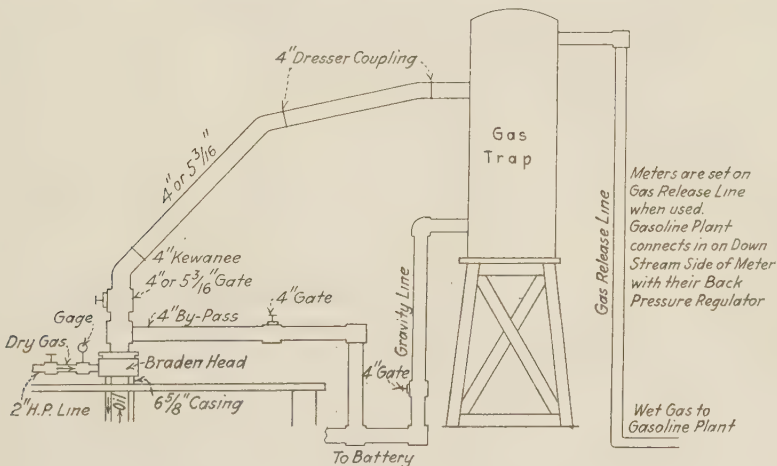 4" Dresser Coupling
4" or 5 3/16"
Gas
Trap
Gas Release Line
Meters are set on
Gas Release Line
when used.
Gasoline Plant
connects in on Down
Stream Side of Meter
with their Back
Pressure Regulator
4" Kewanee
4" or 5 3/16" Gate
4" Gate
Gravity Line
Gage
4" By-Pass
Dry Gas
Braden Head
4" Gate
2" H.P. Line
Oil
6 5/8" Casing
Wet Gas to
Gasoline Plant
To Battery